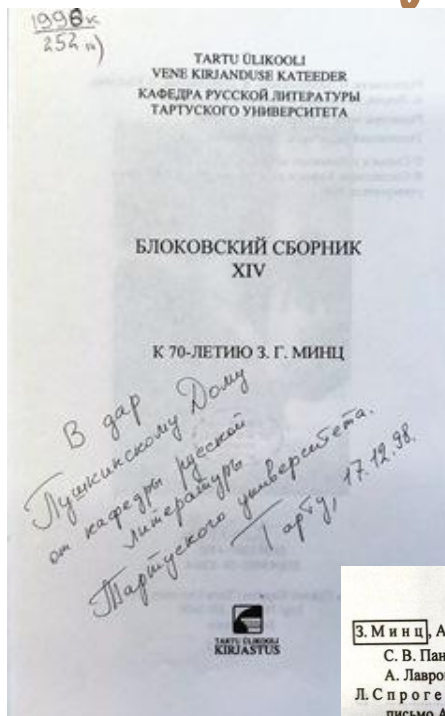 1998к
252
TARTU ÜLIKOOLI
VENE KIRJANDUSE KATEEDER
КАФЕДРА РУССКОЙ ЛИТЕРАТУРЫ
ТАРТУСКОГО УНИВЕРСИТЕТА
БЛОКОВСКИЙ СБОРНИК
XIV
К 70-ЛЕТИЮ З. Г. МИНЦ
В дар
Пушкинскому Дому
от кафедры русской
литературы
Тартуского университета.
Тарту, 17.12.98.
TARTU ÜLIKOOLI
KIRJASTUS
З. Минц, А
С. В. Пан
А. Лавро
Л. Спроге
письмо А